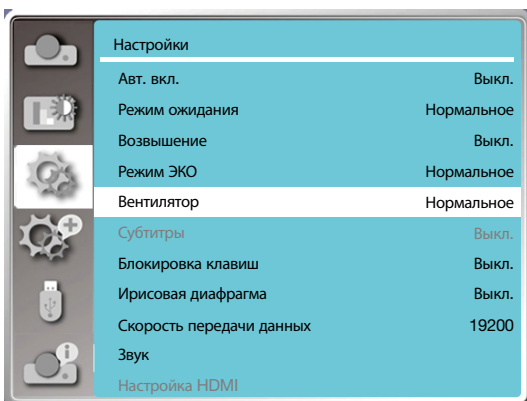 Настройки
Авт. вкл. Выкл.
Режим ожидания Нормальное
Возвышение Выкл.
Режим ЭКО Нормальное
Вентилятор Нормальное
Субтитры Выкл.
Блокировка клавиш Выкл.
Ирисовая диафрагма Выкл.
Скорость передачи данных 19200
Звук
Настройка HDMI